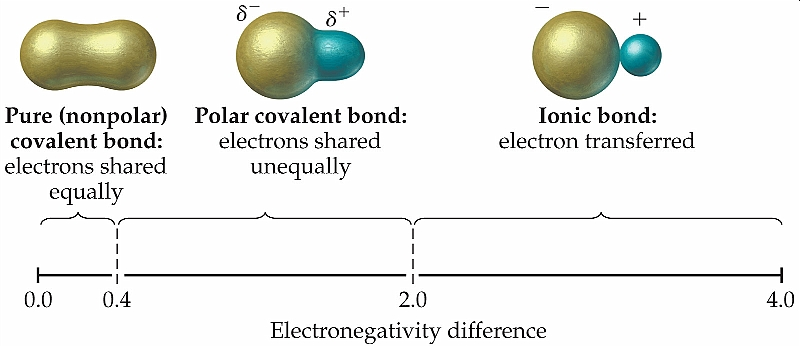 δ− δ+
− +
Pure (nonpolar)
covalent bond:
electrons shared
equally
Polar covalent bond:
electrons shared
unequally
Ionic bond:
electron transferred
0.0 0.4 2.0 4.0
Electronegativity difference